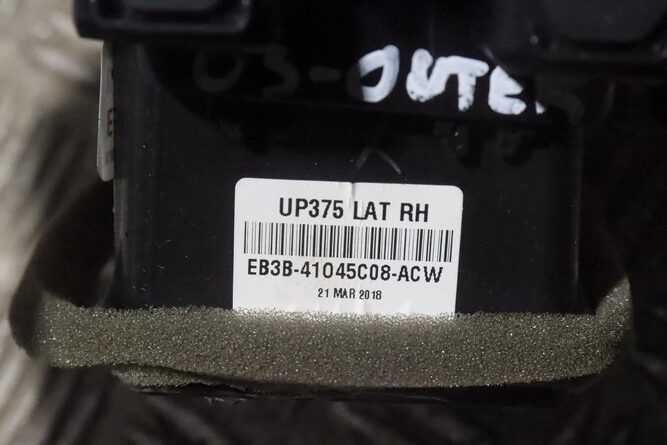 UP375 LAT RH
EB3B-41045C08-ACW
21 MAR 2018